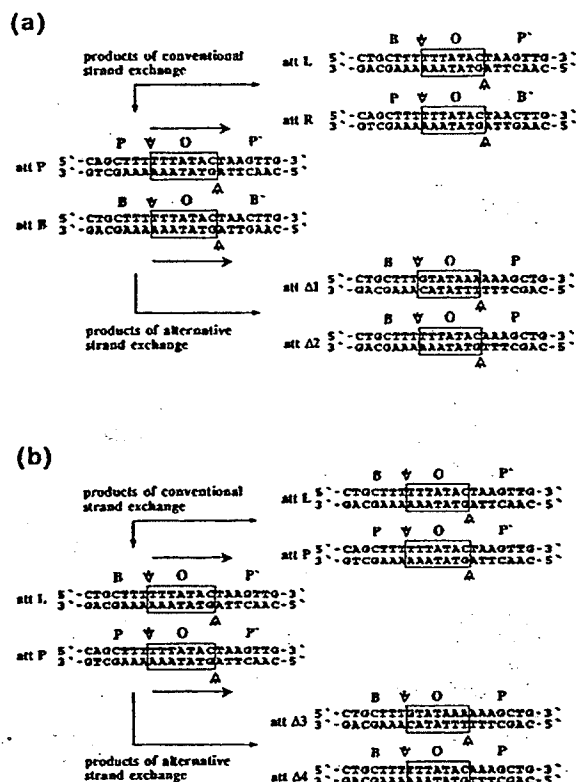 (a)
products of conventional
strand exchange
B O P`
att L 5`-CTGCTTTTTTATACTAAGTTG-3`
3`-GACGAAAAAATATGATTCAAC-5`
P O B`
att R 5`-CAGCTTTTTTATACTAACTTG-3`
3`-GTCGAAAAAATATGATTGAAC-5`
P O P`
att P 5`-CAGCTTTTTTATACTAAGTTG-3`
3`-GTCGAAAAAATATGATTCAAC-5`
B O B`
att B 5`-CTGCTTTTTTATACTAACTTG-3`
3`-GACGAAAAAATATGATTGAAC-5`
B O P
att Δ1 5`-CTGCTTTGTATAAAAAAGCTG-3`
3`-GACGAAACATATTTTTTCGAC-5`
B O P
att Δ2 5`-CTGCTTTTTTATACAAAGCTG-3`
3`-GACGAAAAAATATGTTTCGAC-5`
products of alternative
strand exchange
(b)
products of conventional
strand exchange
B O P`
att L 5`-CTGCTTTTTTATACTAAGTTG-3`
3`-GACGAAAAAATATGATTCAAC-5`
P O P`
att P 5`-CAGCTTTTTTATACTAAGTTG-3`
3`-GTCGAAAAAATATGATTCAAC-5`
B O P`
att L 5`-CTGCTTTTTTATACTAAGTTG-3`
3`-GACGAAAAAATATGATTCAAC-5`
P O P`
att P 5`-CAGCTTTTTTATACTAAGTTG-3`
3`-GTCGAAAAAATATGATTCAAC-5`
B O P
att Δ3 5`-CTGCTTTGTATAAAAAAGCTG-3`
3`-GACGAAACATATTTTTTCGAC-5`
B O P
att Δ4 5`-CTGCTTTTTTATACAAAGCTG-3`
3`-GACGAAAAAATATGTTTCGAC-5`
products of alternative
strand exchange